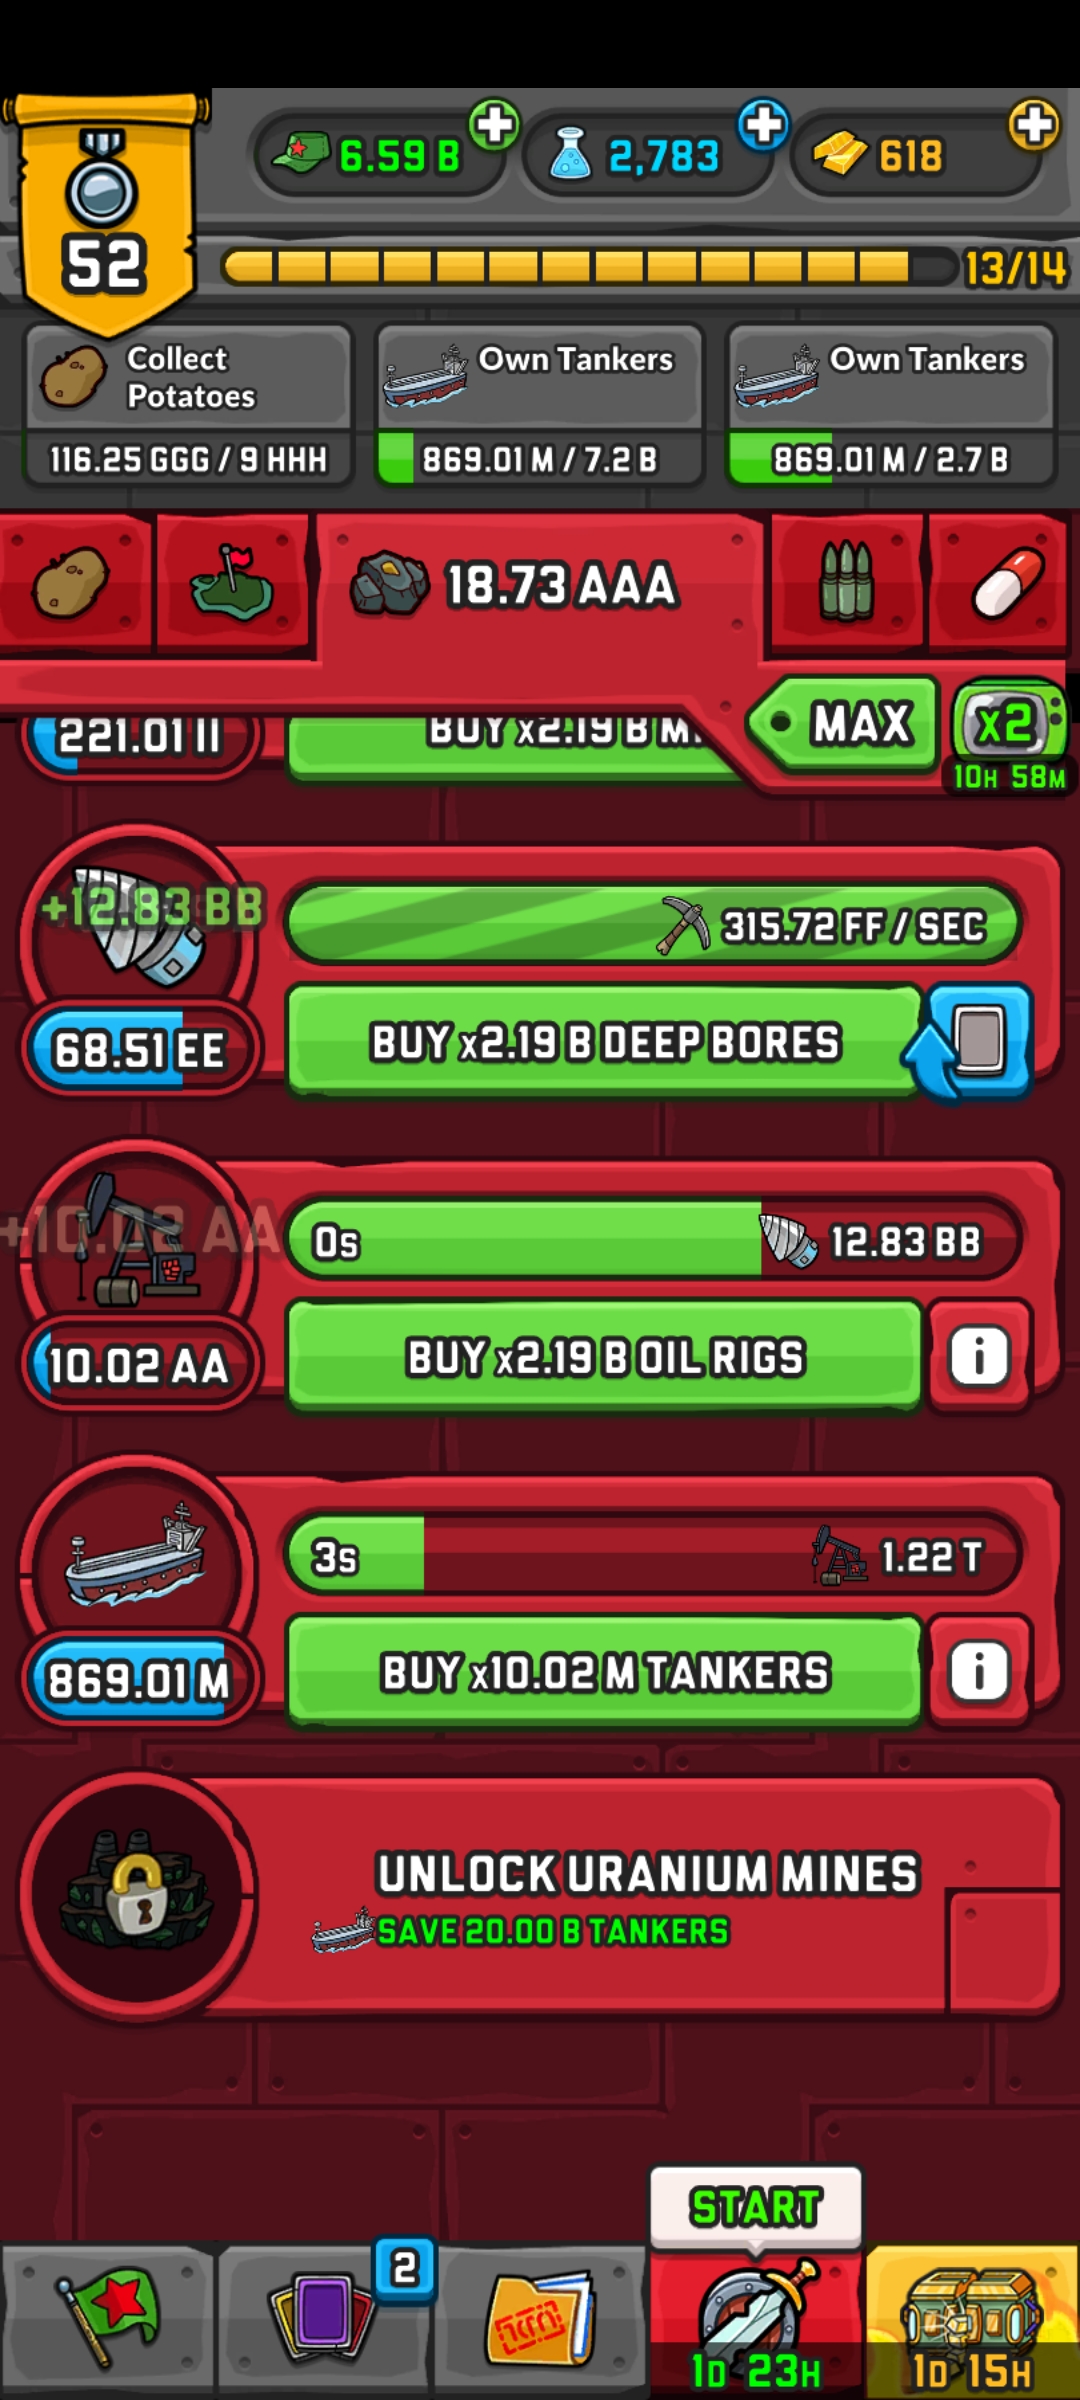 6.59 B
2,783
618
52
13/14
Collect
Potatoes
116.25 GGG / 9 HHH
Own Tankers
869.01 M / 7.2 B
Own Tankers
869.01 M / 2.7 B
18.73 AAA
MAX
x2
10H 58M
221.01 II
BUY x2.19 B
+12.83 BB
315.72 FF / SEC
68.51 EE
BUY x2.19 B DEEP BORES
+10.02 AA
0s
12.83 BB
10.02 AA
BUY x2.19 B OIL RIGS
i
3s
1.22 T
869.01 M
BUY x10.02 M TANKERS
i
UNLOCK URANIUM MINES
SAVE 20.00 B TANKERS
START
2
1D 23H
1D 15H